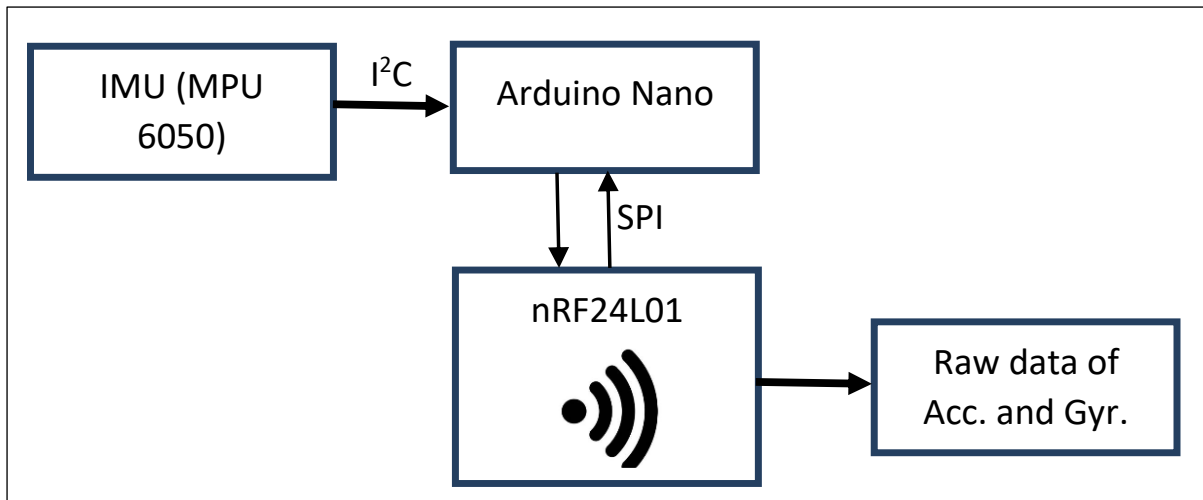 IMU (MPU
6050)
I²C
Arduino Nano
SPI
nRF24L01
Raw data of
Acc. and Gyr.